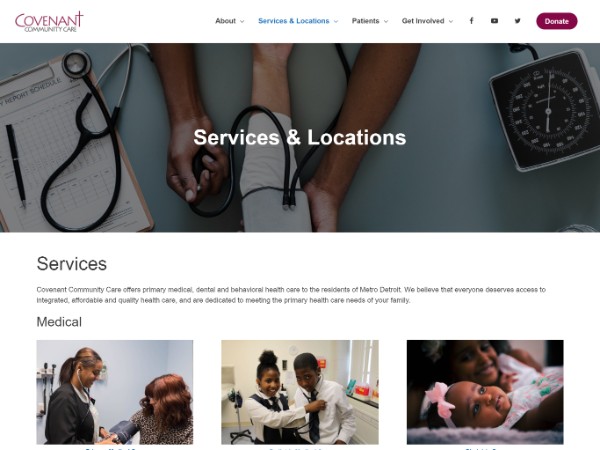 COVENANT
COMMUNITY CARE
About
Services & Locations
Patients
Get Involved
Donate
Services & Locations
Services
Covenant Community Care offers primary medical, dental and behavioral health care to the residents of Metro Detroit. We believe that everyone deserves access to
integrated, affordable and quality health care, and are dedicated to meeting the primary health care needs of your family.
Medical